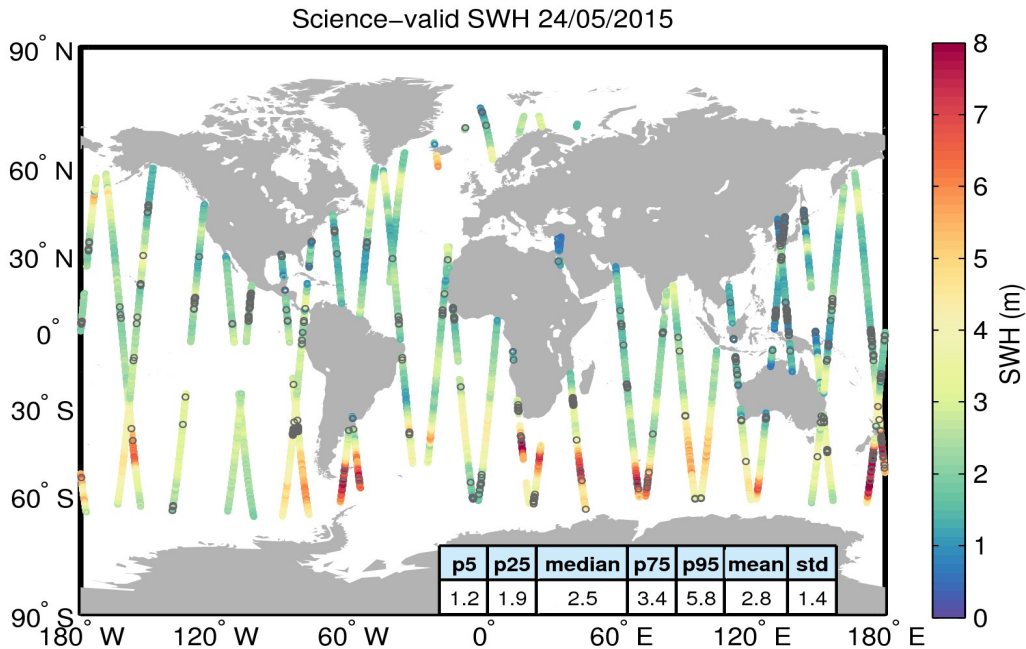 Science−valid SWH 24/05/2015
90° N
60° N
30° N
0°
30° S
60° S
90° S
180° W
120° W
60° W
0°
60° E
120° E
180° E
p5 p25 median p75 p95 mean std
1.2 1.9 2.5 3.4 5.8 2.8 1.4
8
7
6
5
4
3
2
1
0
SWH (m)